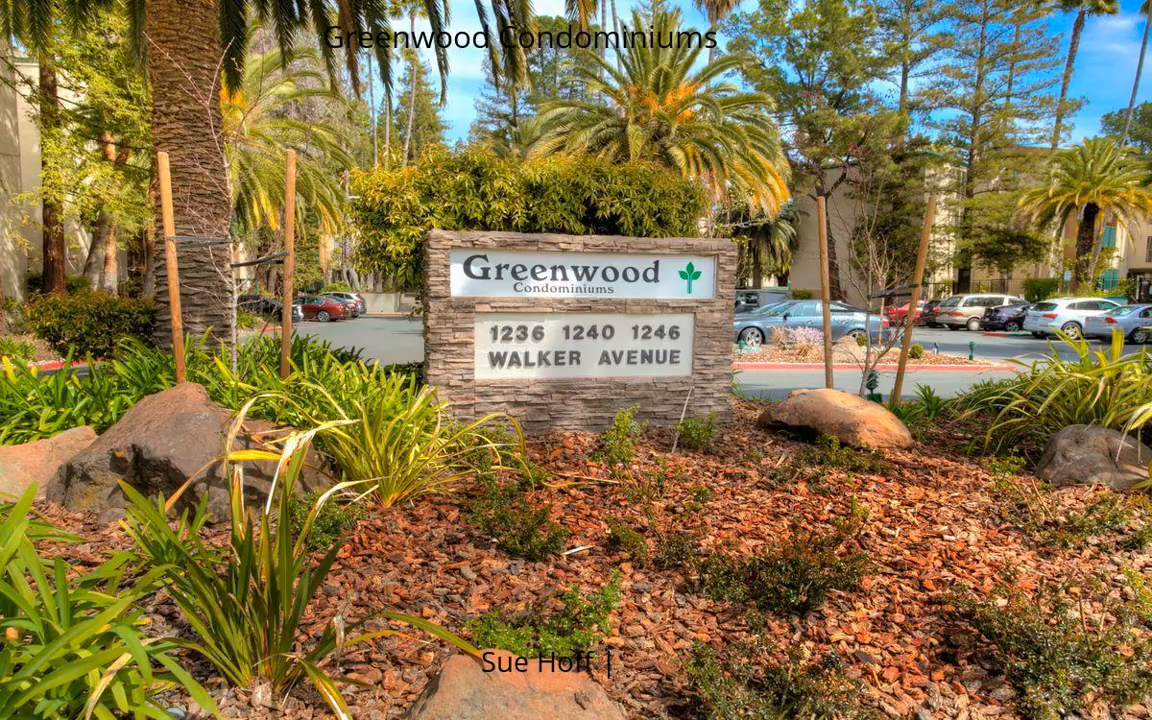 Greenwood Condominiums
Greenwood
Condominiums
1236 1240 1246
WALKER AVENUE
Sue Hoff |